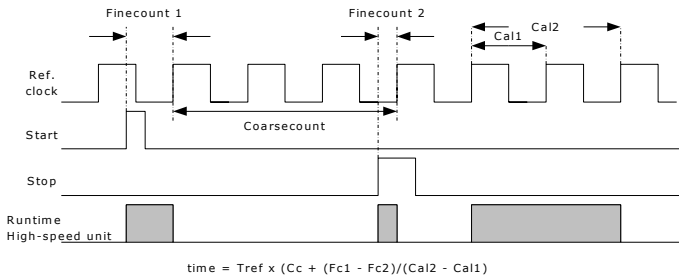 Finecount 1
Finecount 2
Cal2
Cal1
Ref.
clock
Coarsecount
Start
Stop
Runtime
High-speed unit
time = Tref x (Cc + (Fc1 - Fc2)/(Cal2 - Cal1)